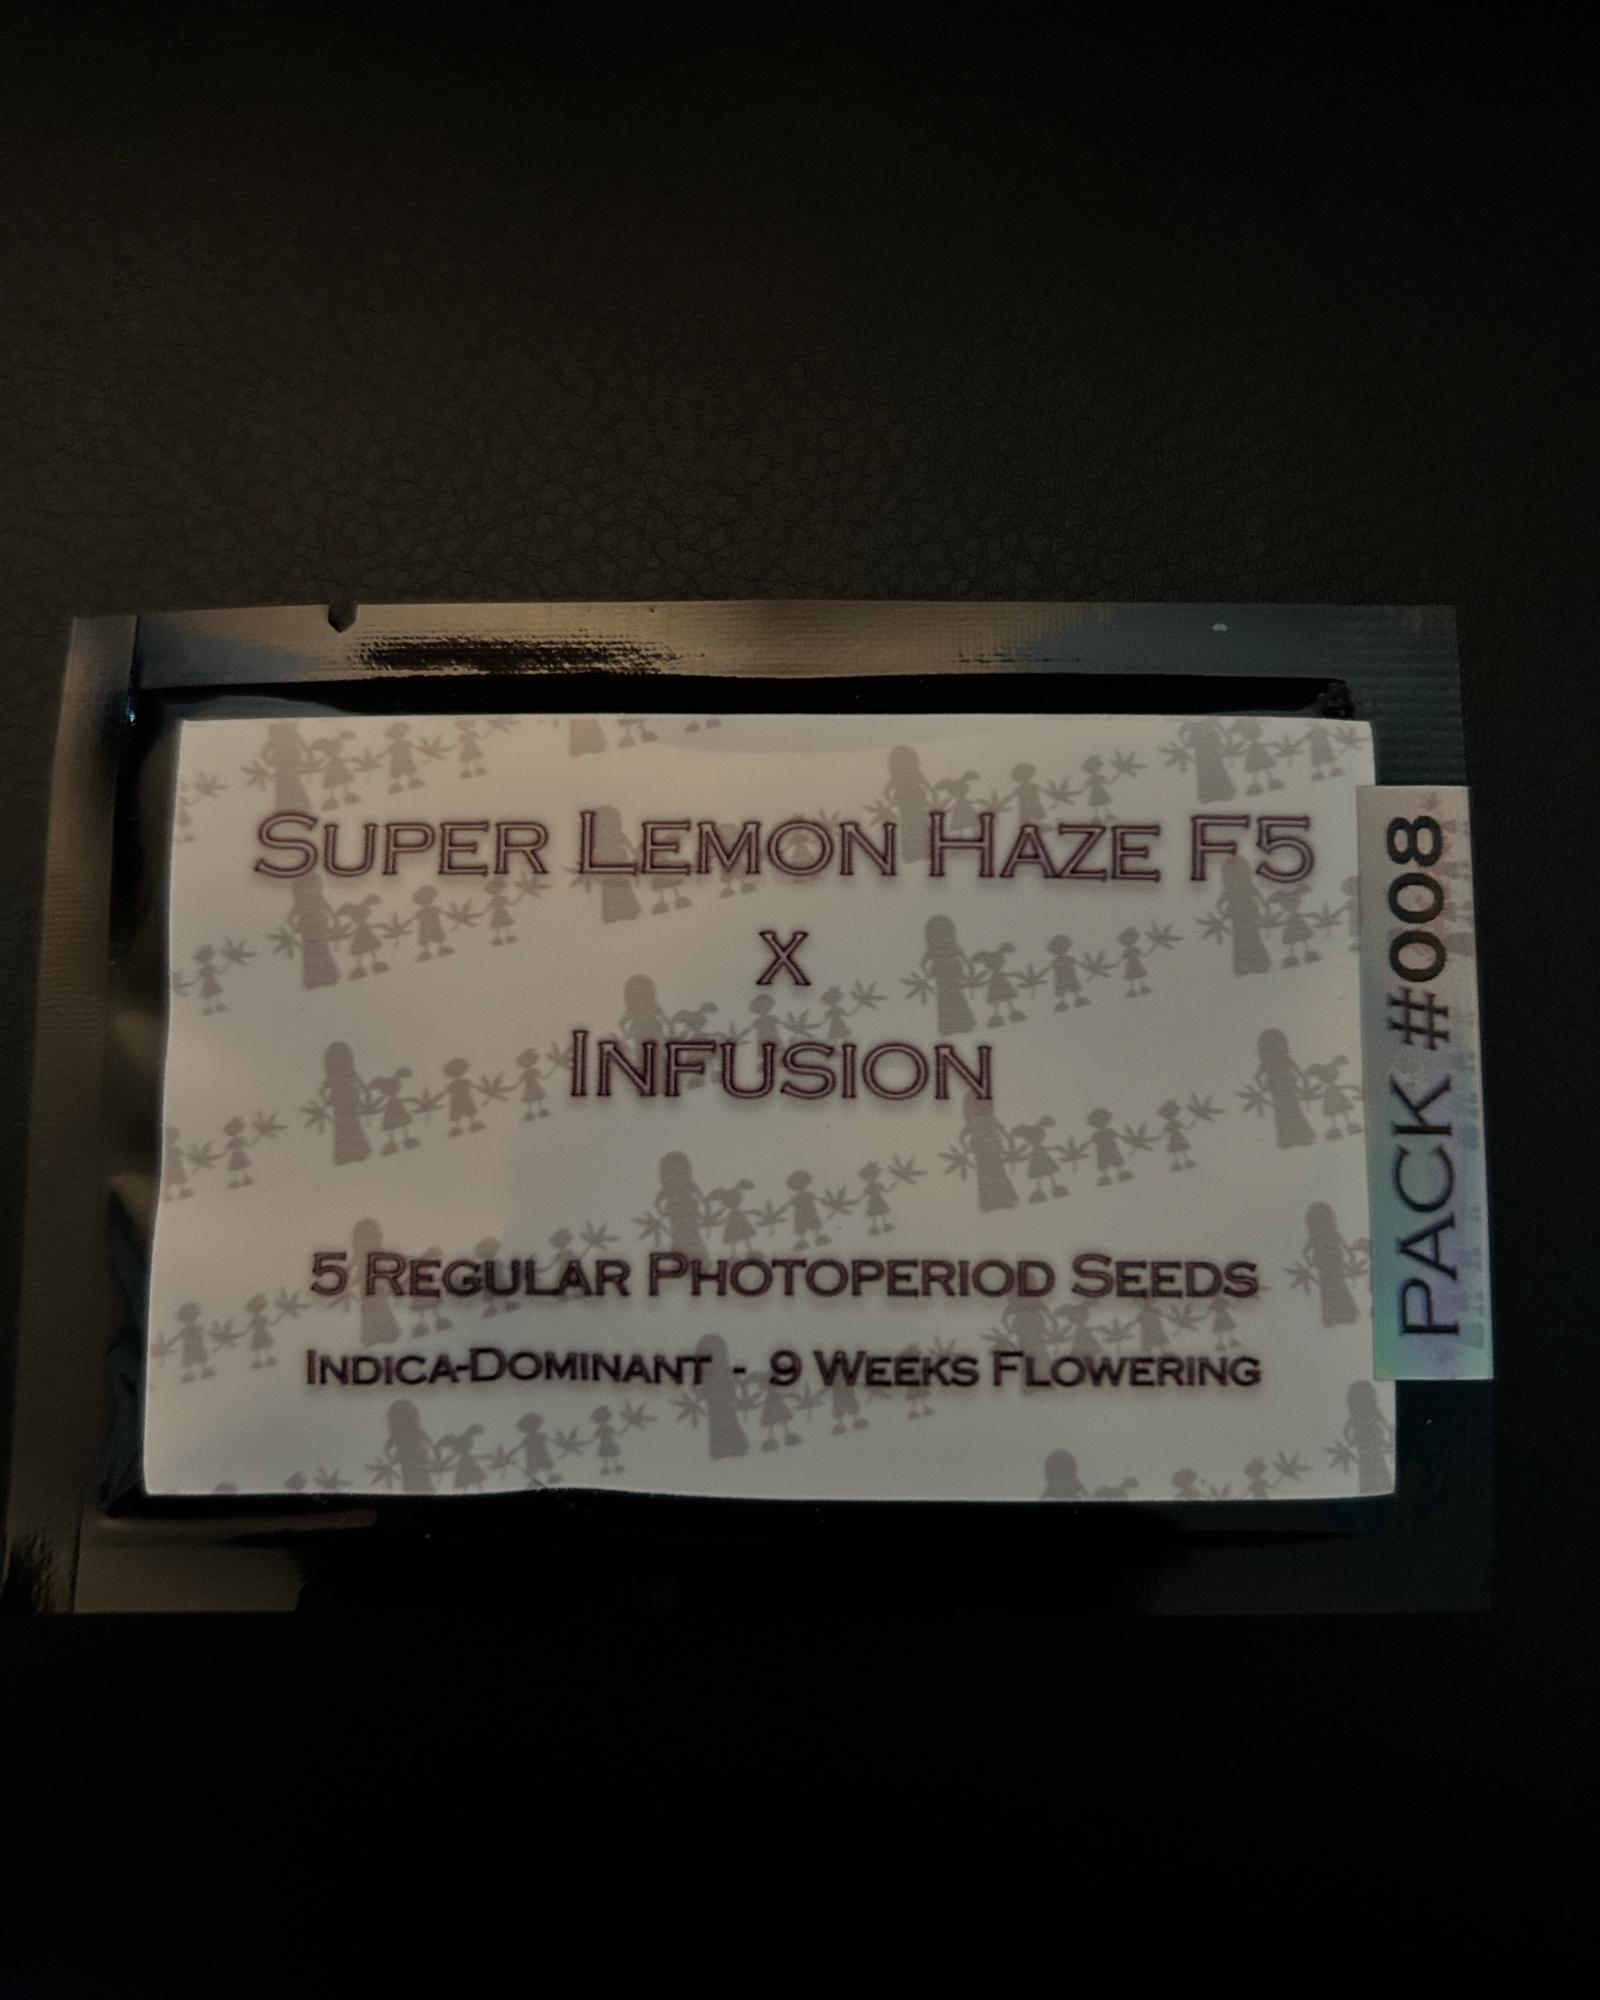 Super Lemon Haze F5
x
Infusion
5 Regular Photoperiod Seeds
Indica-Dominant - 9 Weeks Flowering
PACK #008